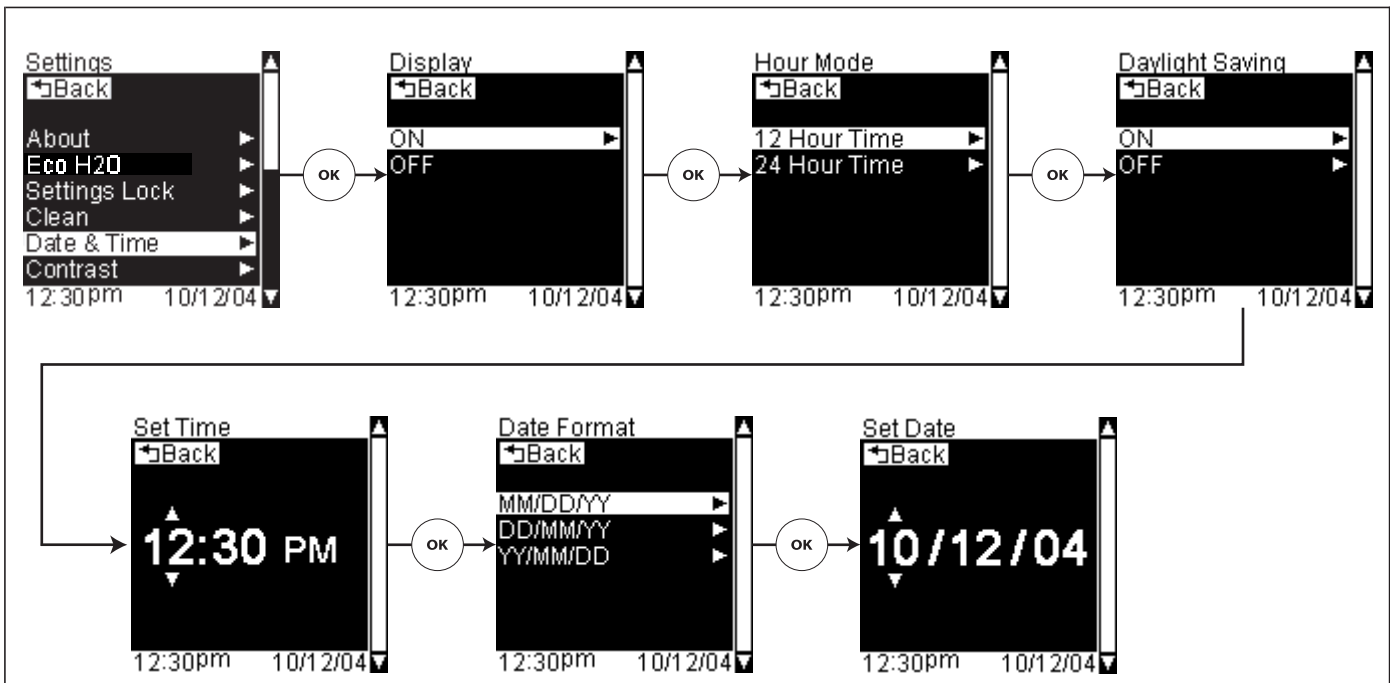 Settings
Back
About
Eco H2O
Settings Lock
Clean
Date & Time
Contrast
12:30pm 10/12/04
OK
Display
Back
ON
OFF
12:30pm 10/12/04
OK
Hour Mode
Back
12 Hour Time
24 Hour Time
12:30pm 10/12/04
OK
Daylight Saving
Back
ON
OFF
12:30pm 10/12/04
Set Time
Back
12:30 PM
12:30pm 10/12/04
OK
Date Format
Back
MM/DD/YY
DD/MM/YY
YY/MM/DD
12:30pm 10/12/04
OK
Set Date
Back
10/12/04
12:30pm 10/12/04